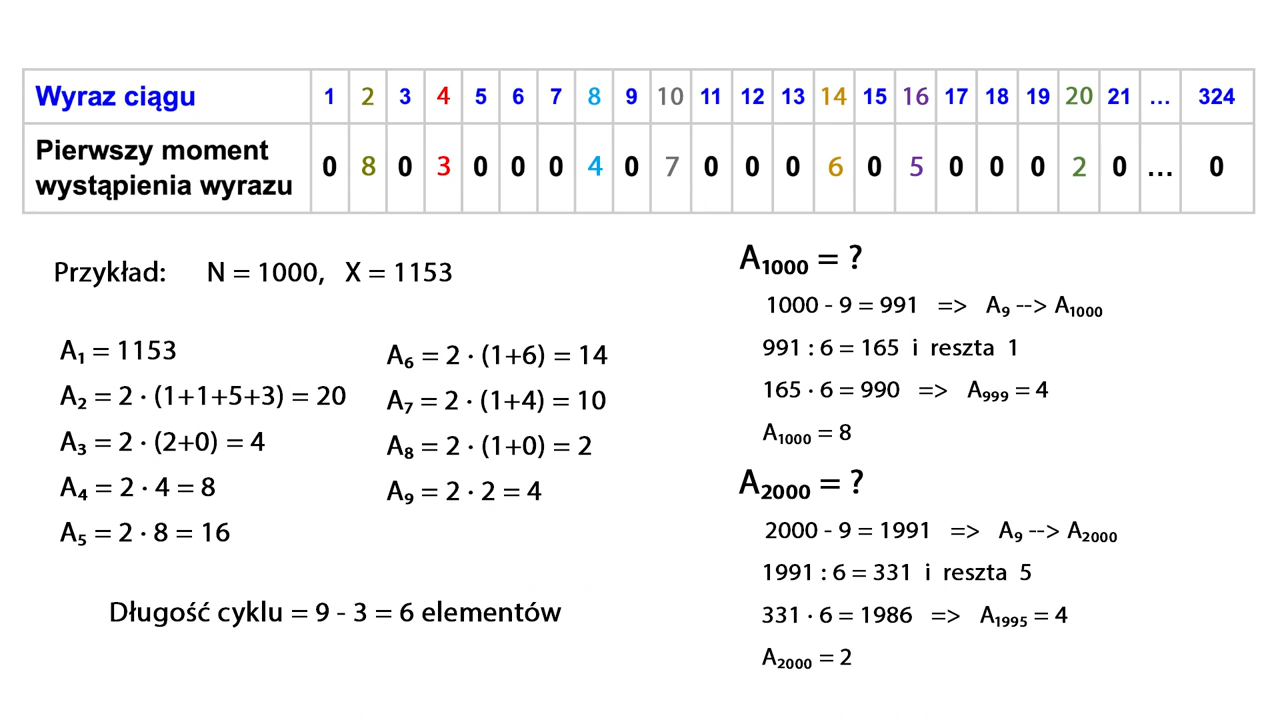 Wyraz ciągu 1 2 3 4 5 6 7 8 9 10 11 12 13 14 15 16 17 18 19 20 21 ... 324
Pierwszy moment
wystąpienia wyrazu 0 8 0 3 0 0 0 4 0 7 0 0 0 6 0 5 0 0 0 2 0 ... 0
Przykład: N = 1000, X = 1153
A₁ = 1153
A₂ = 2 · (1+1+5+3) = 20
A₃ = 2 · (2+0) = 4
A₄ = 2 · 4 = 8
A₅ = 2 · 8 = 16
A₆ = 2 · (1+6) = 14
A₇ = 2 · (1+4) = 10
A₈ = 2 · (1+0) = 2
A₉ = 2 · 2 = 4
Długość cyklu = 9 - 3 = 6 elementów
A₁₀₀₀ = ?
1000 - 9 = 991 => A₉ --> A₁₀₀₀
991 : 6 = 165 i reszta 1
165 · 6 = 990 => A₉₉₉ = 4
A₁₀₀₀ = 8
A₂₀₀₀ = ?
2000 - 9 = 1991 => A₉ --> A₂₀₀₀
1991 : 6 = 331 i reszta 5
331 · 6 = 1986 => A₁₉₉₅ = 4
A₂₀₀₀ = 2